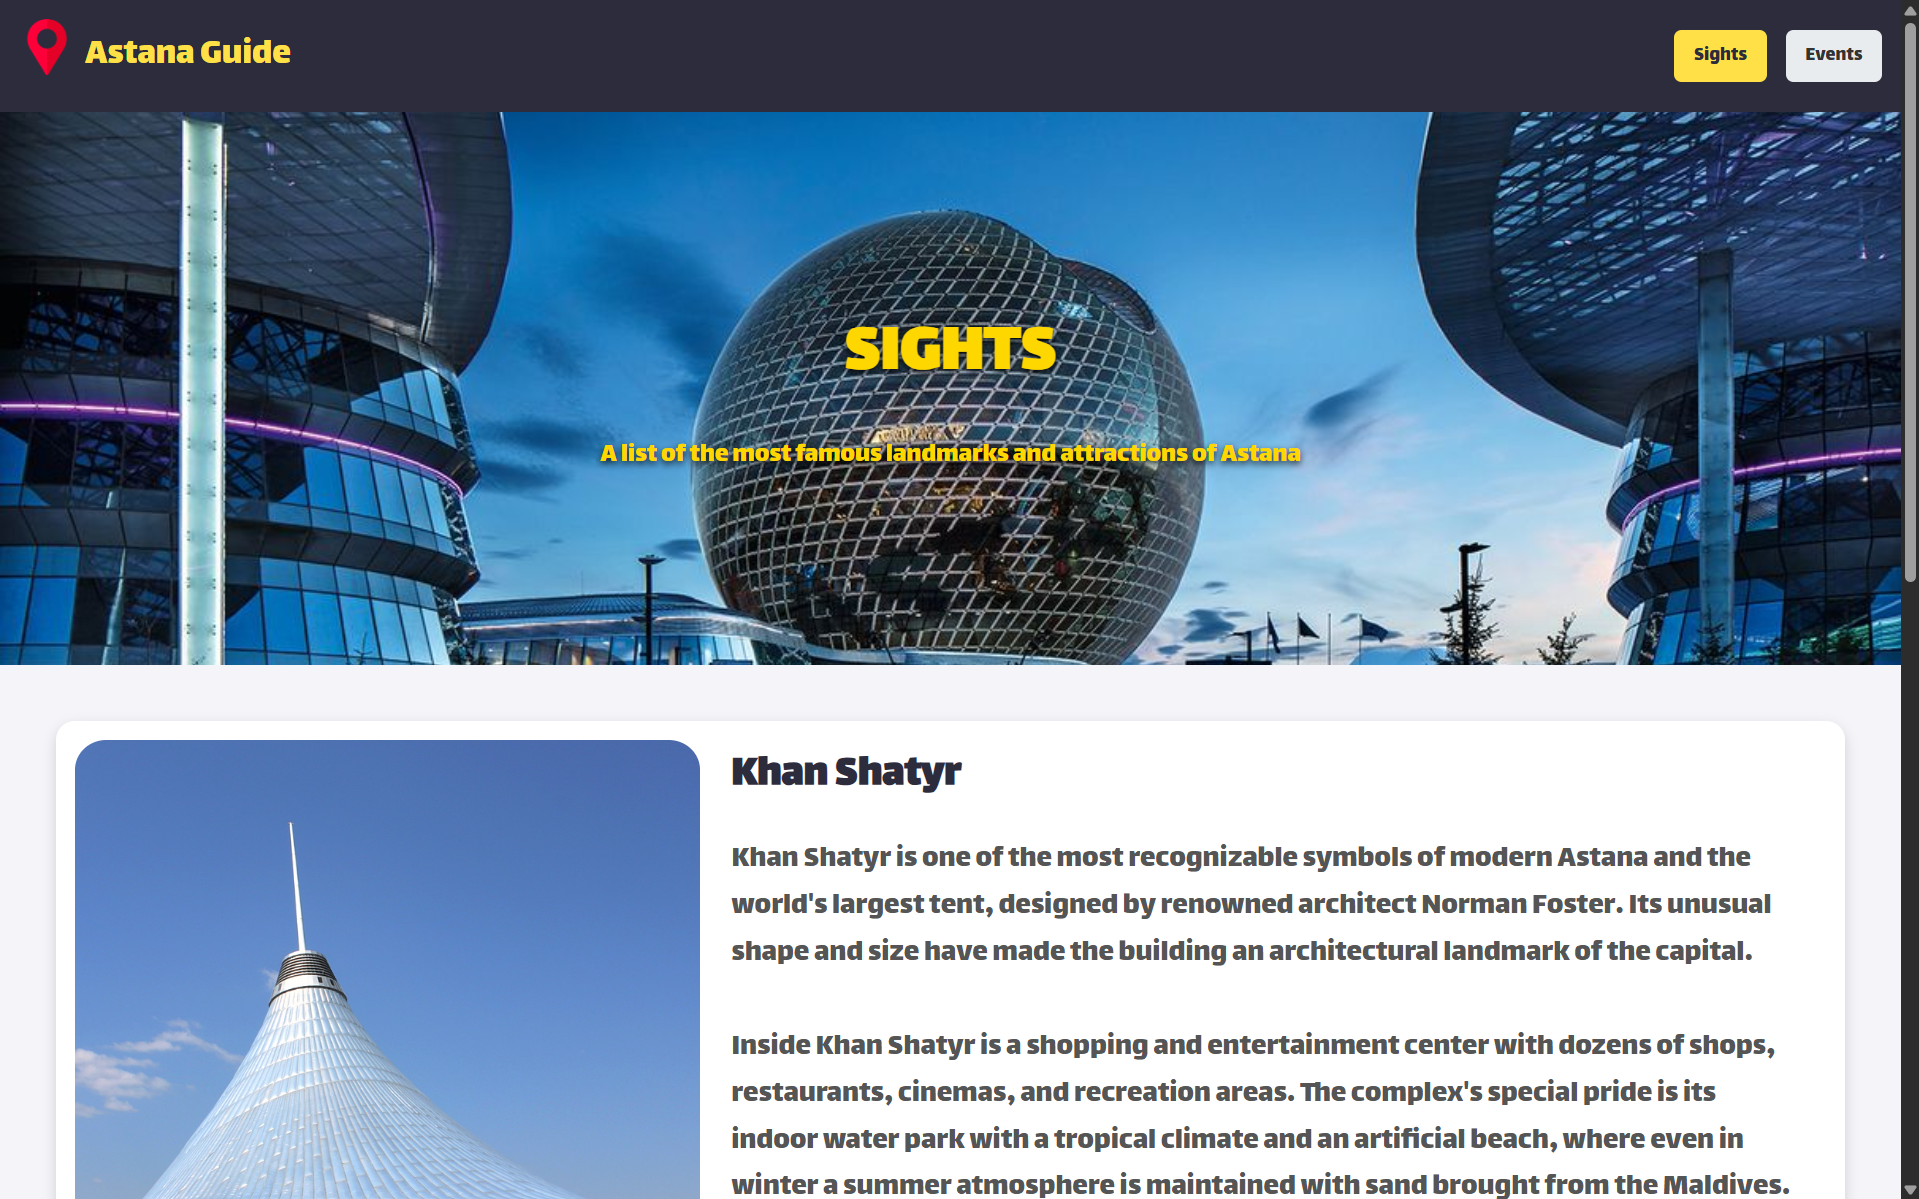 Astana Guide
Sights
Events
SIGHTS
A list of the most famous landmarks and attractions of Astana
Khan Shatyr
Khan Shatyr is one of the most recognizable symbols of modern Astana and the
world's largest tent, designed by renowned architect Norman Foster. Its unusual
shape and size have made the building an architectural landmark of the capital.
Inside Khan Shatyr is a shopping and entertainment center with dozens of shops,
restaurants, cinemas, and recreation areas. The complex's special pride is its
indoor water park with a tropical climate and an artificial beach, where even in
winter a summer atmosphere is maintained with sand brought from the Maldives.